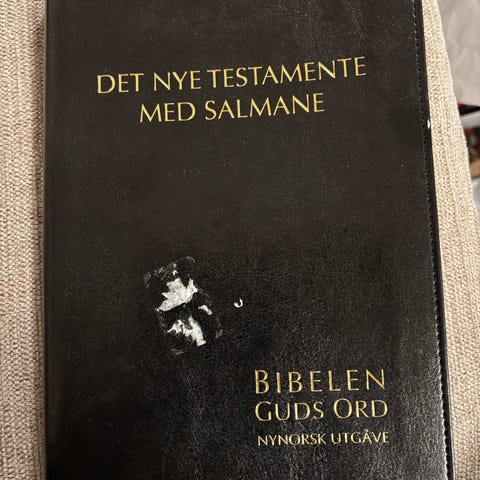 DET NYE TESTAMENTE
MED SALMANE
BIBELEN
GUDS ORD
NYNORSK UTGÅVE